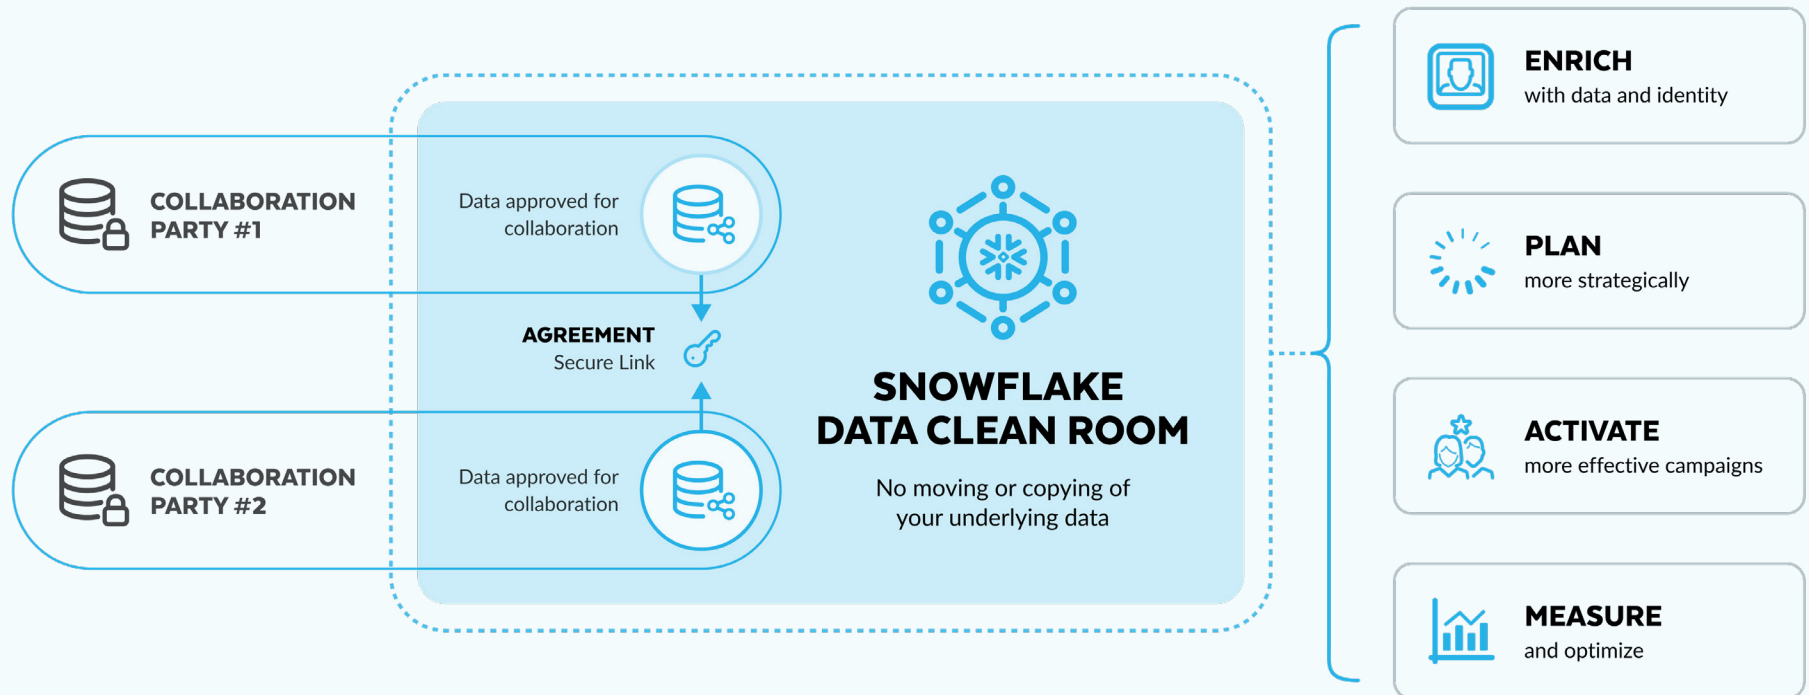 COLLABORATION
PARTY #1
Data approved for
collaboration
AGREEMENT
Secure Link
COLLABORATION
PARTY #2
Data approved for
collaboration
SNOWFLAKE
DATA CLEAN ROOM
No moving or copying of
your underlying data
ENRICH
with data and identity
PLAN
more strategically
ACTIVATE
more effective campaigns
MEASURE
and optimize